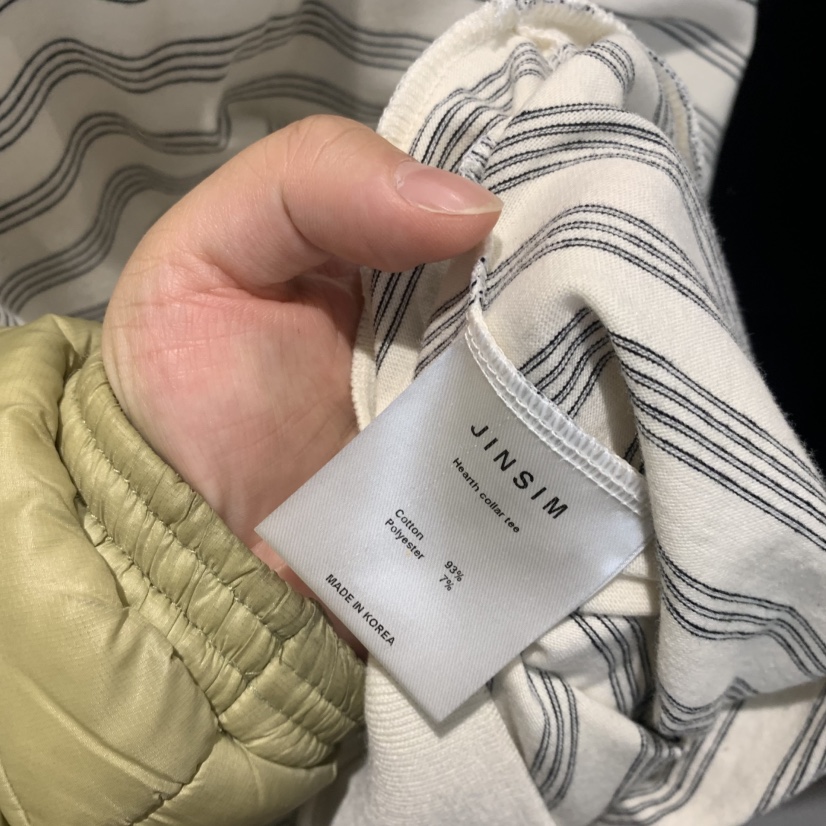 JINSIM
Hearth collar tee
Cotton 93%
Polyester 7%
MADE IN KOREA